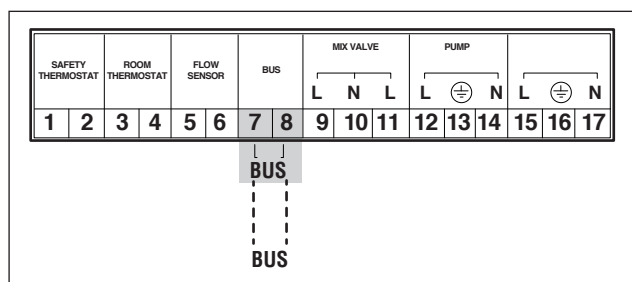 SAFETY THERMOSTAT
ROOM THERMOSTAT
FLOW SENSOR
BUS
MIX VALVE
PUMP
L N L L N L N
1 2 3 4 5 6 7 8 9 10 11 12 13 14 15 16 17
BUS
BUS